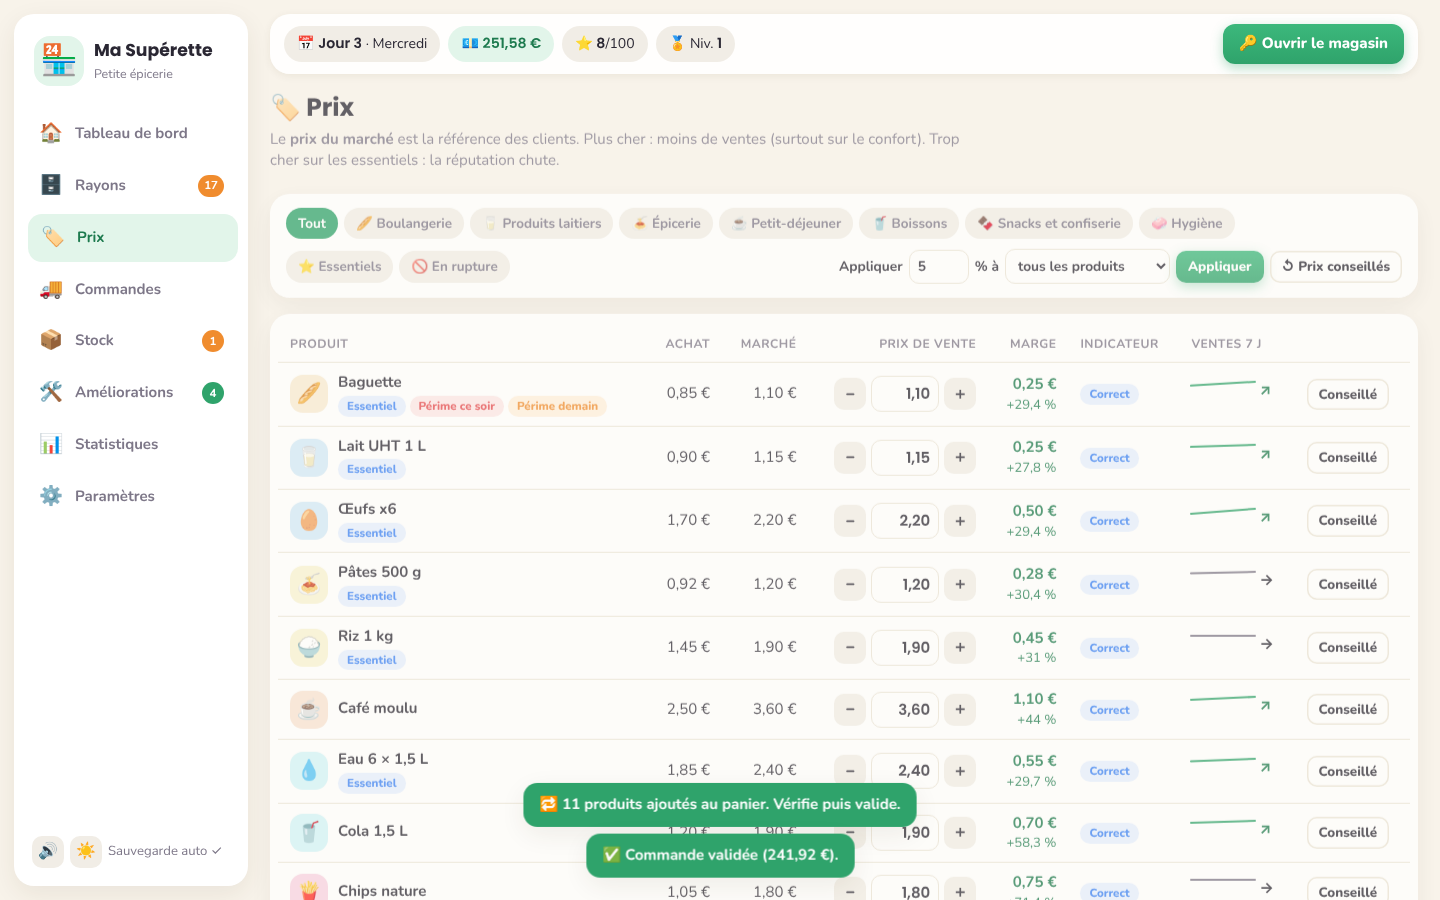 24
Ma Supérette
Petite épicerie
Tableau de bord
Rayons 17
Prix
Commandes
Stock 1
Améliorations 4
Statistiques
Paramètres
Sauvegarde auto ✓
Jour 3 · Mercredi
251,58 €
8/100
Niv. 1
Ouvrir le magasin
Prix
Le prix du marché est la référence des clients. Plus cher : moins de ventes (surtout sur le confort). Trop
cher sur les essentiels : la réputation chute.
Tout Boulangerie Produits laitiers Épicerie Petit-déjeuner Boissons Snacks et confiserie Hygiène
Essentiels En rupture Appliquer 5 % à tous les produits Appliquer ↺ Prix conseillés
PRODUIT ACHAT MARCHÉ PRIX DE VENTE MARGE INDICATEUR VENTES 7 J
Baguette
Essentiel Périme ce soir Périme demain
0,85 € 1,10 € − 1,10 + 0,25 € Correct ↗ Conseillé
+29,4 %
Lait UHT 1 L
Essentiel
0,90 € 1,15 € − 1,15 + 0,25 € Correct ↗ Conseillé
+27,8 %
Œufs x6
Essentiel
1,70 € 2,20 € − 2,20 + 0,50 € Correct ↗ Conseillé
+29,4 %
Pâtes 500 g
Essentiel
0,92 € 1,20 € − 1,20 + 0,28 € Correct → Conseillé
+30,4 %
Riz 1 kg
Essentiel
1,45 € 1,90 € − 1,90 + 0,45 € Correct → Conseillé
+31 %
Café moulu
2,50 € 3,60 € − 3,60 + 1,10 € Correct ↗ Conseillé
+44 %
Eau 6 × 1,5 L
Essentiel
1,85 € 2,40 € − 2,40 + 0,55 € Correct ↗ Conseillé
+29,7 %
11 produits ajoutés au panier. Vérifie puis valide.
Cola 1,5 L
1,20 € 1,90 € − 1,90 + 0,70 € Correct ↗ Conseillé
+58,3 %
Commande validée (241,92 €).
Chips nature
1,05 € 1,80 € − 1,80 + 0,75 € Correct → Conseillé